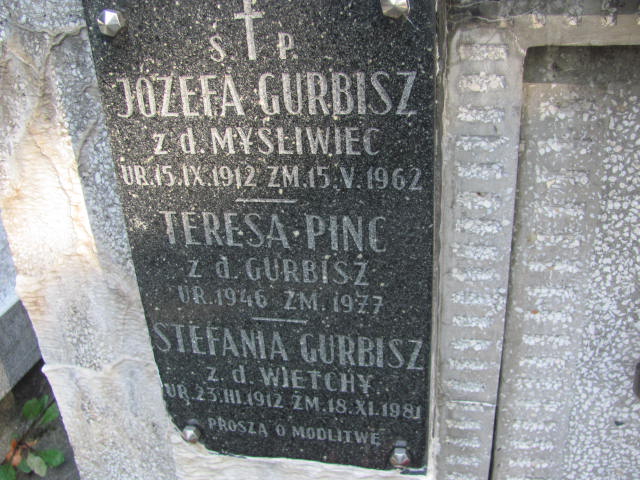 Ś P.
JÓZEFA GURBISZ
z d. MYŚLIWIEC
UR. 15.IX.1912 ZM. 15.V.1962
TERESA PINC
z d. GURBISZ
UR. 1946 ZM. 1977
STEFANIA GURBISZ
z. d. WIETCHY
UR. 23.III.1912 ZM. 18.XI.1981
PROSZĄ O MODLITWĘ